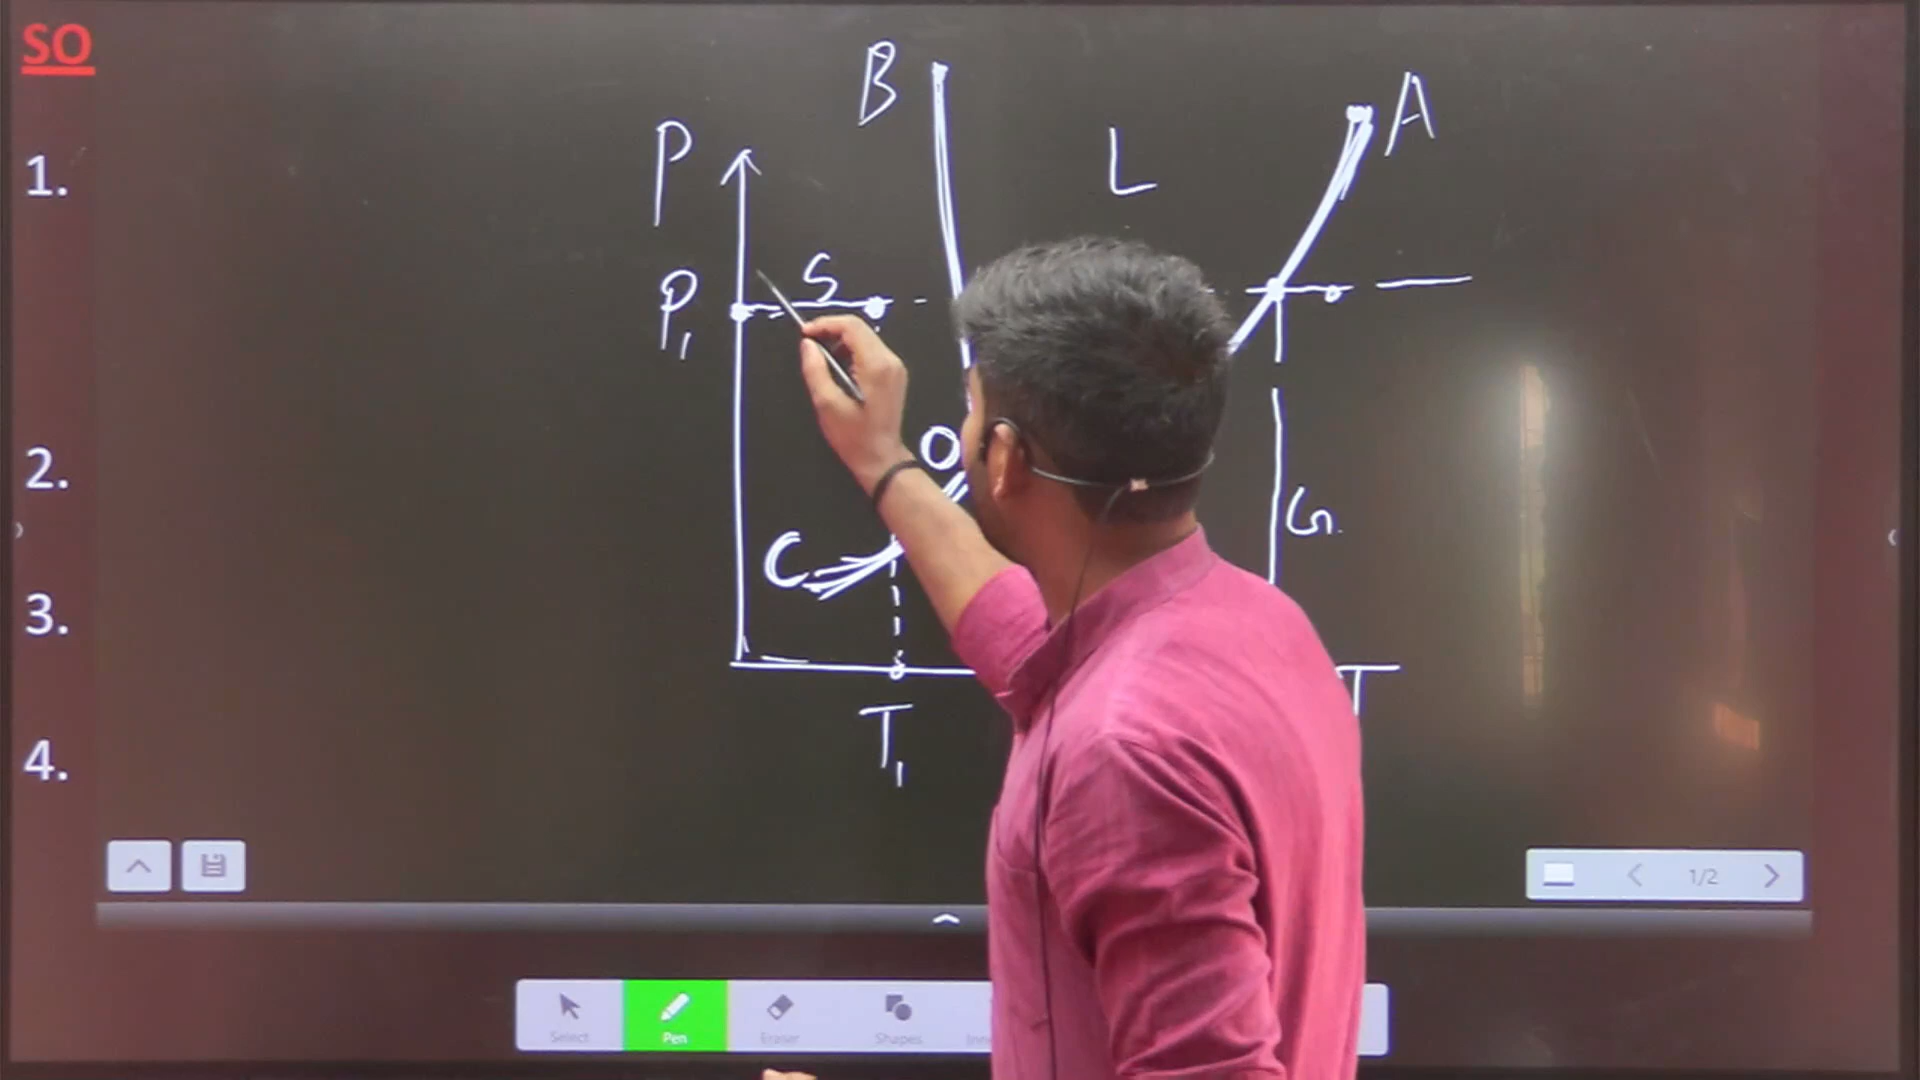 SO
B
A
P
L
1.
S
P₁
O
2.
G
C
3.
T
T₁
4.
1/2
Select
Pen
Eraser
Shapes